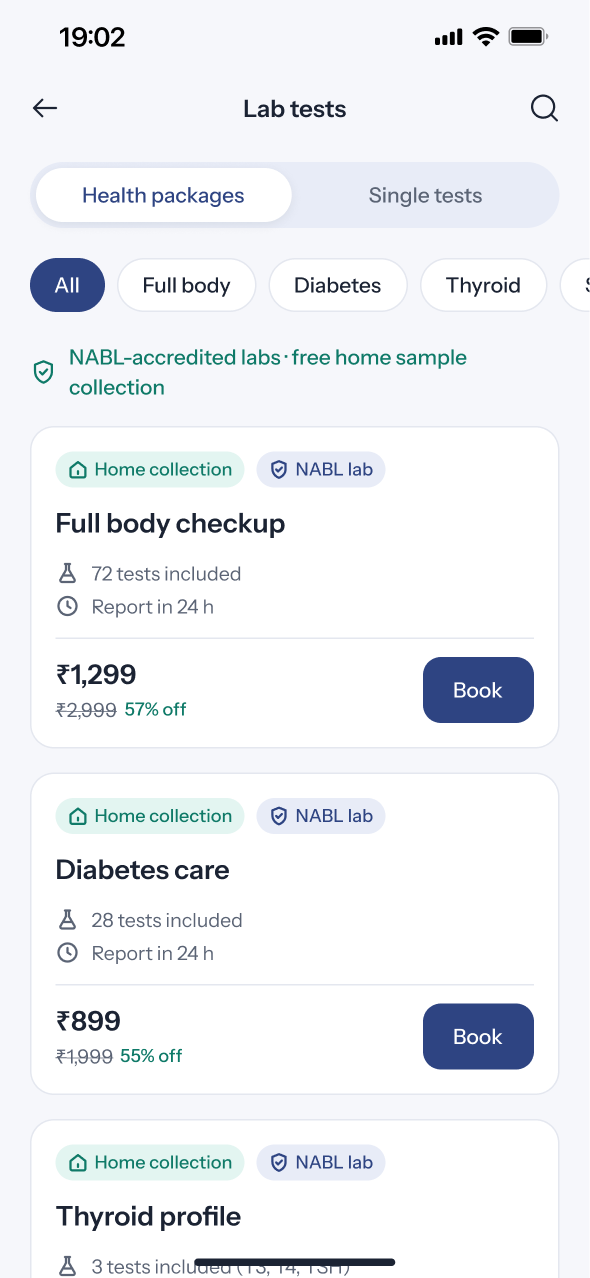 19:02
Lab tests
Health packages
Single tests
All
Full body
Diabetes
Thyroid
NABL-accredited labs · free home sample
collection
Home collection
NABL lab
Full body checkup
72 tests included
Report in 24 h
₹1,299
₹2,999 57% off
Book
Home collection
NABL lab
Diabetes care
28 tests included
Report in 24 h
₹899
₹1,999 55% off
Book
Home collection
NABL lab
Thyroid profile
3 tests included (T3, T4, TSH)